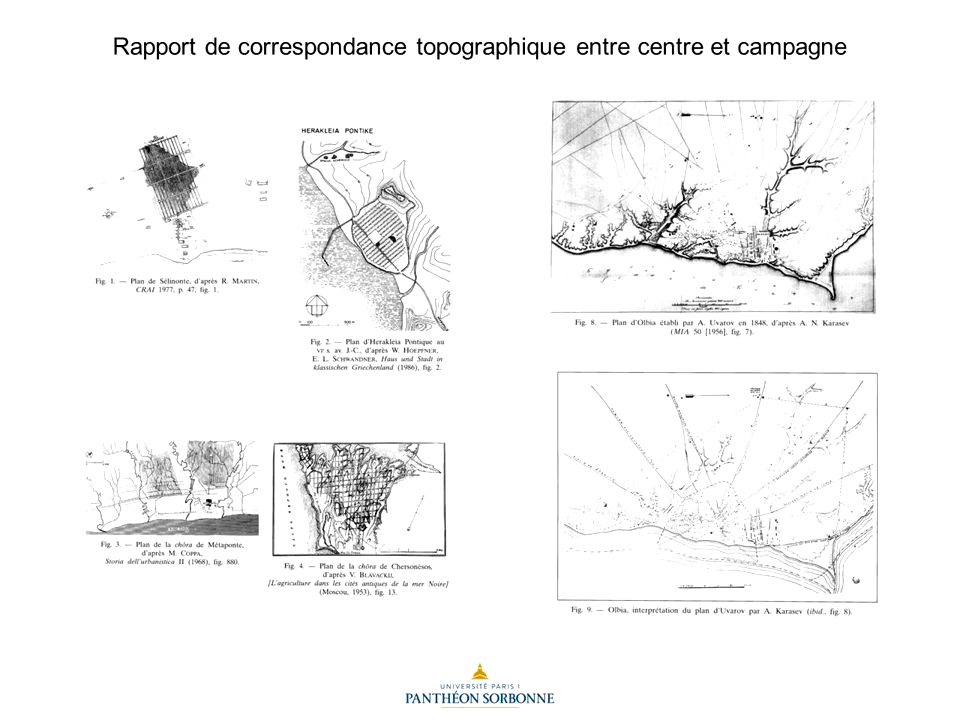 Rapport de correspondance topographique entre centre et campagne
Fig. 1. — Plan de Sélinonte, d'après R. MARTIN,
CRAI 1977, p. 47, fig. 1.
HERAKLEIA PONTIKE
Fig. 2. — Plan d'Herakleia Pontique au
VIe s. av. J.-C., d'après W. HOEPFNER,
E. L. SCHWANDNER, Haus und Stadt in
klassischen Griechenland (1986), fig. 2.
Fig. 8. — Plan d'Olbia établi par A. Uvarov en 1848, d'après A. N. Karasev
(MIA 50 [1956], fig. 7).
Fig. 3. — Plan de la chôra de Métaponte,
d'après M. COPPA,
Storia dell'urbanistica II (1968), fig. 880.
Fig. 4. — Plan de la chôra de Chersonèsos,
d'après V. BLAVACKIJ,
[L'agriculture dans les cités antiques de la mer Noire]
(Moscou, 1953), fig. 13.
Fig. 9. — Olbia, interprétation du plan d'Uvarov par A. Karasev (ibid., fig. 8).
UNIVERSITÉ PARIS 1
PANTHÉON SORBONNE